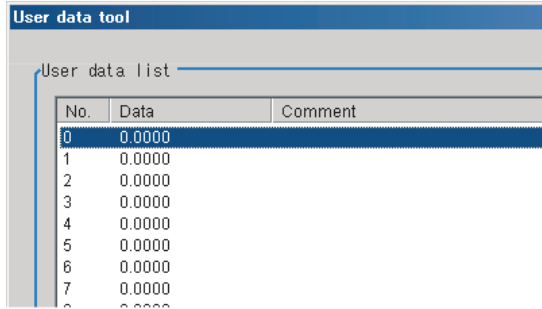 User data tool
User data list
No. Data Comment
0 0.0000
1 0.0000
2 0.0000
3 0.0000
4 0.0000
5 0.0000
6 0.0000
7 0.0000